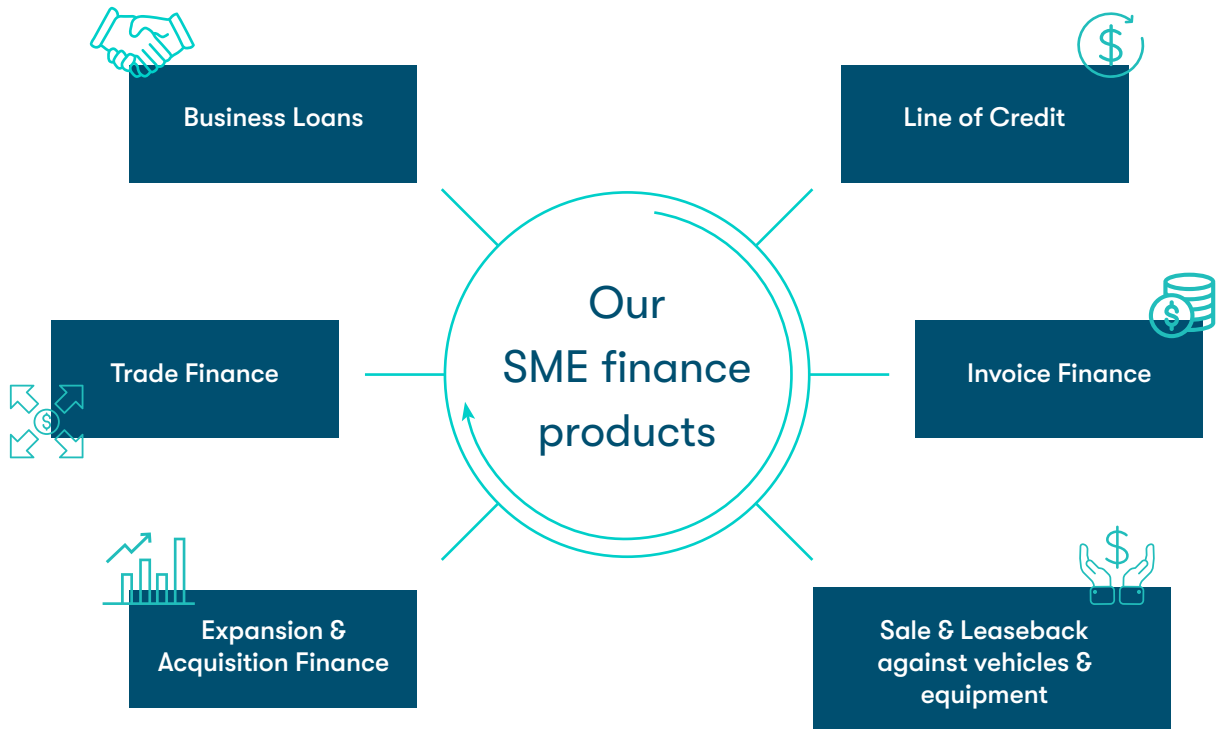 Business Loans
Line of Credit
Our
SME finance
products
Trade Finance
Invoice Finance
Expansion &
Acquisition Finance
Sale & Leaseback
against vehicles &
equipment
$
$
$
$